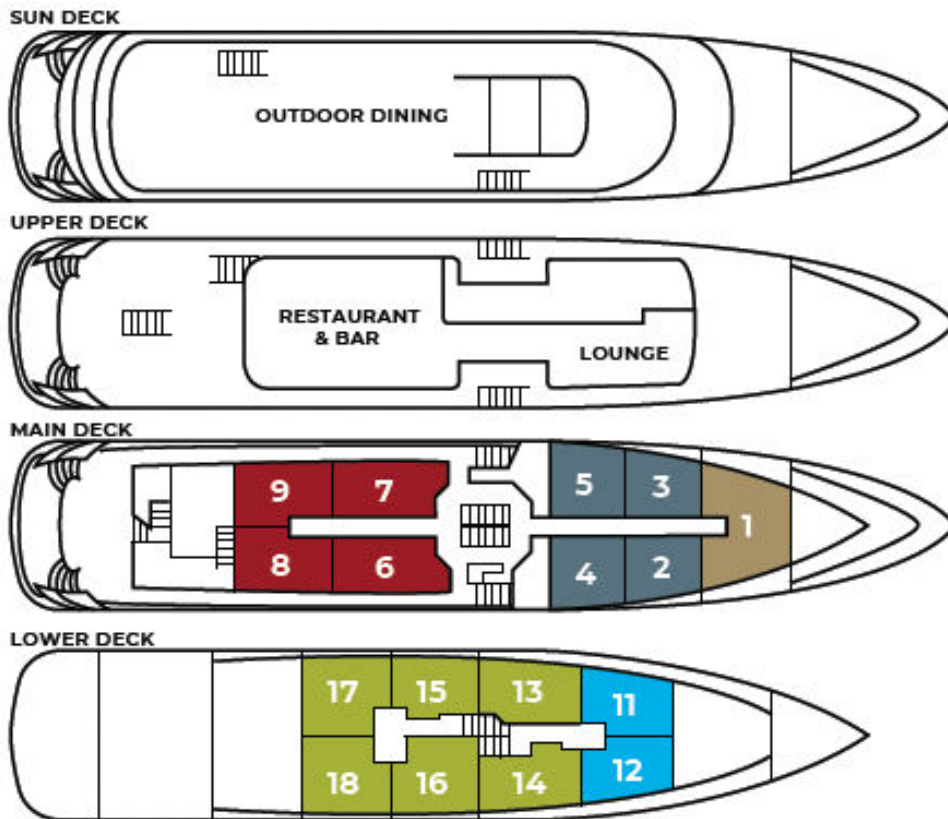 SUN DECK
OUTDOOR DINING
UPPER DECK
RESTAURANT
& BAR
LOUNGE
MAIN DECK
9
7
5
3
1
8
6
4
2
LOWER DECK
17
15
13
11
18
16
14
12